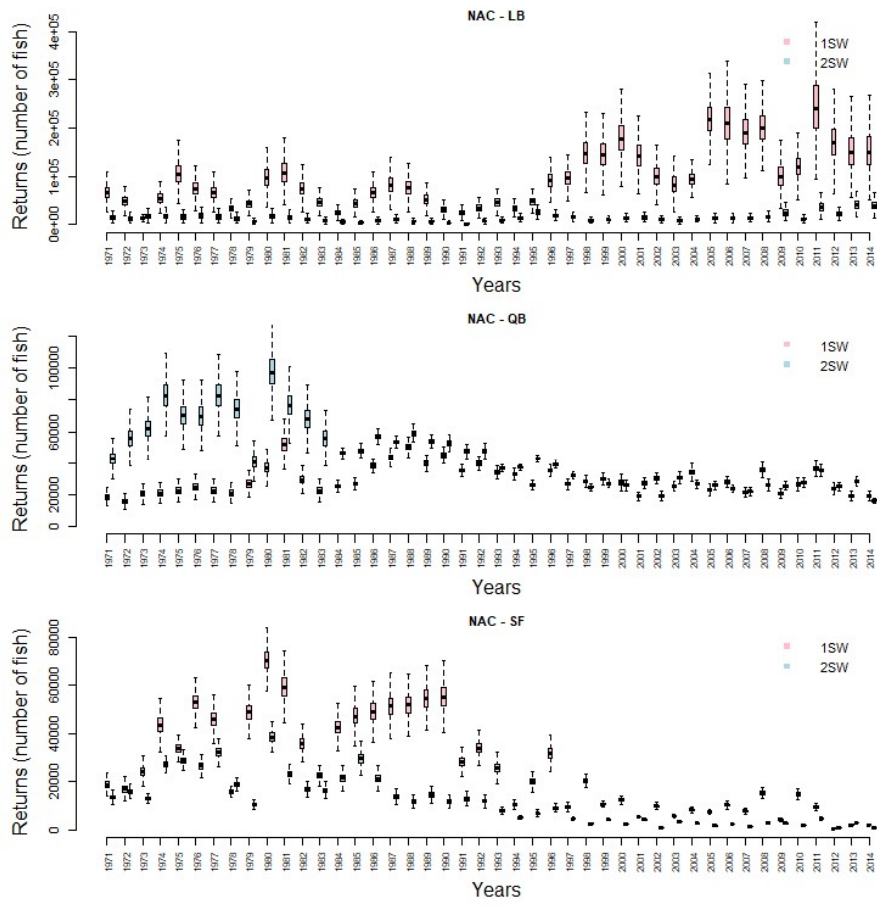 NAC - LB
Returns (number of fish)
4e+05
3e+05
2e+05
1e+05
0e+00
1SW
2SW
1971 1972 1973 1974 1975 1976 1977 1978 1979 1980 1981 1982 1983 1984 1985 1986 1987 1988 1989 1990 1991 1992 1993 1994 1995 1996 1997 1998 1999 2000 2001 2002 2003 2004 2005 2006 2007 2008 2009 2010 2011 2012 2013 2014
Years
NAC - QB
Returns (number of fish)
100000
60000
20000
0
1SW
2SW
1971 1972 1973 1974 1975 1976 1977 1978 1979 1980 1981 1982 1983 1984 1985 1986 1987 1988 1989 1990 1991 1992 1993 1994 1995 1996 1997 1998 1999 2000 2001 2002 2003 2004 2005 2006 2007 2008 2009 2010 2011 2012 2013 2014
Years
NAC - SF
Returns (number of fish)
80000
60000
40000
20000
0
1SW
2SW
1971 1972 1973 1974 1975 1976 1977 1978 1979 1980 1981 1982 1983 1984 1985 1986 1987 1988 1989 1990 1991 1992 1993 1994 1995 1996 1997 1998 1999 2000 2001 2002 2003 2004 2005 2006 2007 2008 2009 2010 2011 2012 2013 2014
Years